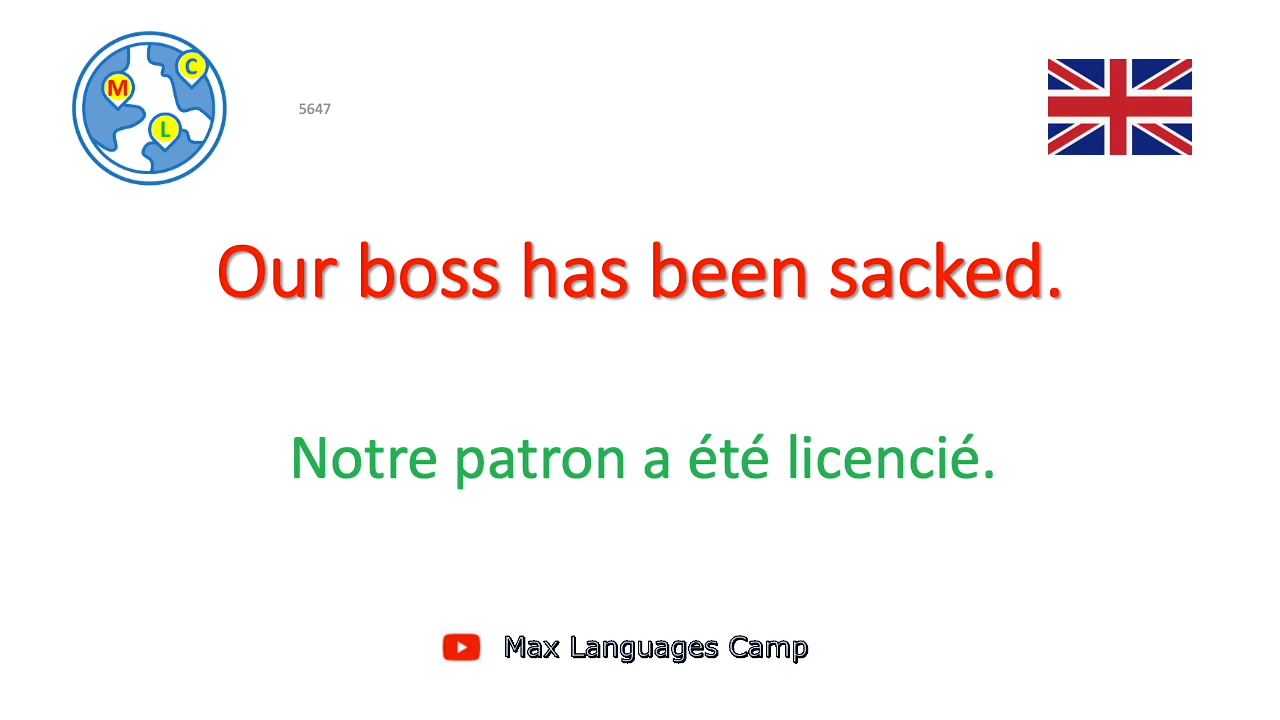 M
C
L
5647
Our boss has been sacked.
Notre patron a été licencié.
Max Languages Camp